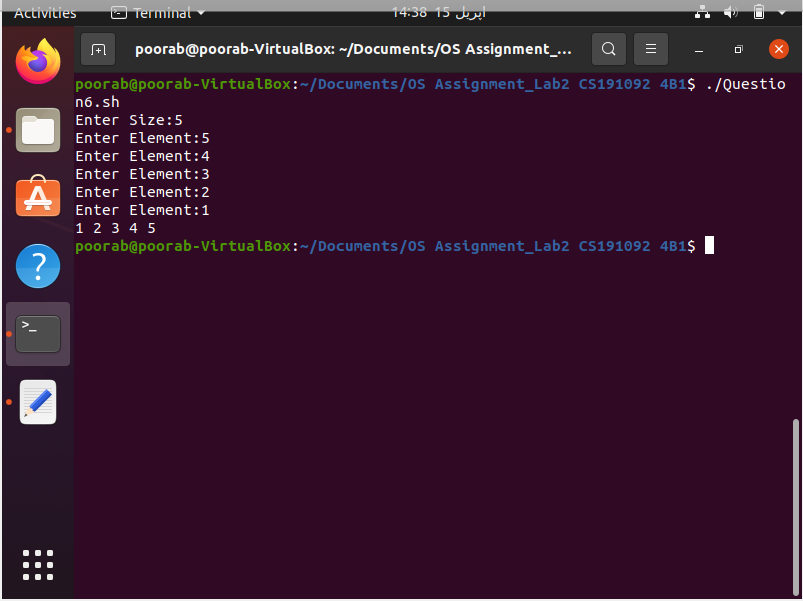 Activities Terminal 14:38 15 اپریل
poorab@poorab-VirtualBox: ~/Documents/OS Assignment_...
poorab@poorab-VirtualBox:~/Documents/OS Assignment_Lab2 CS191092 4B1$ ./Questio
n6.sh
Enter Size:5
Enter Element:5
Enter Element:4
Enter Element:3
Enter Element:2
Enter Element:1
1 2 3 4 5
poorab@poorab-VirtualBox:~/Documents/OS Assignment_Lab2 CS191092 4B1$